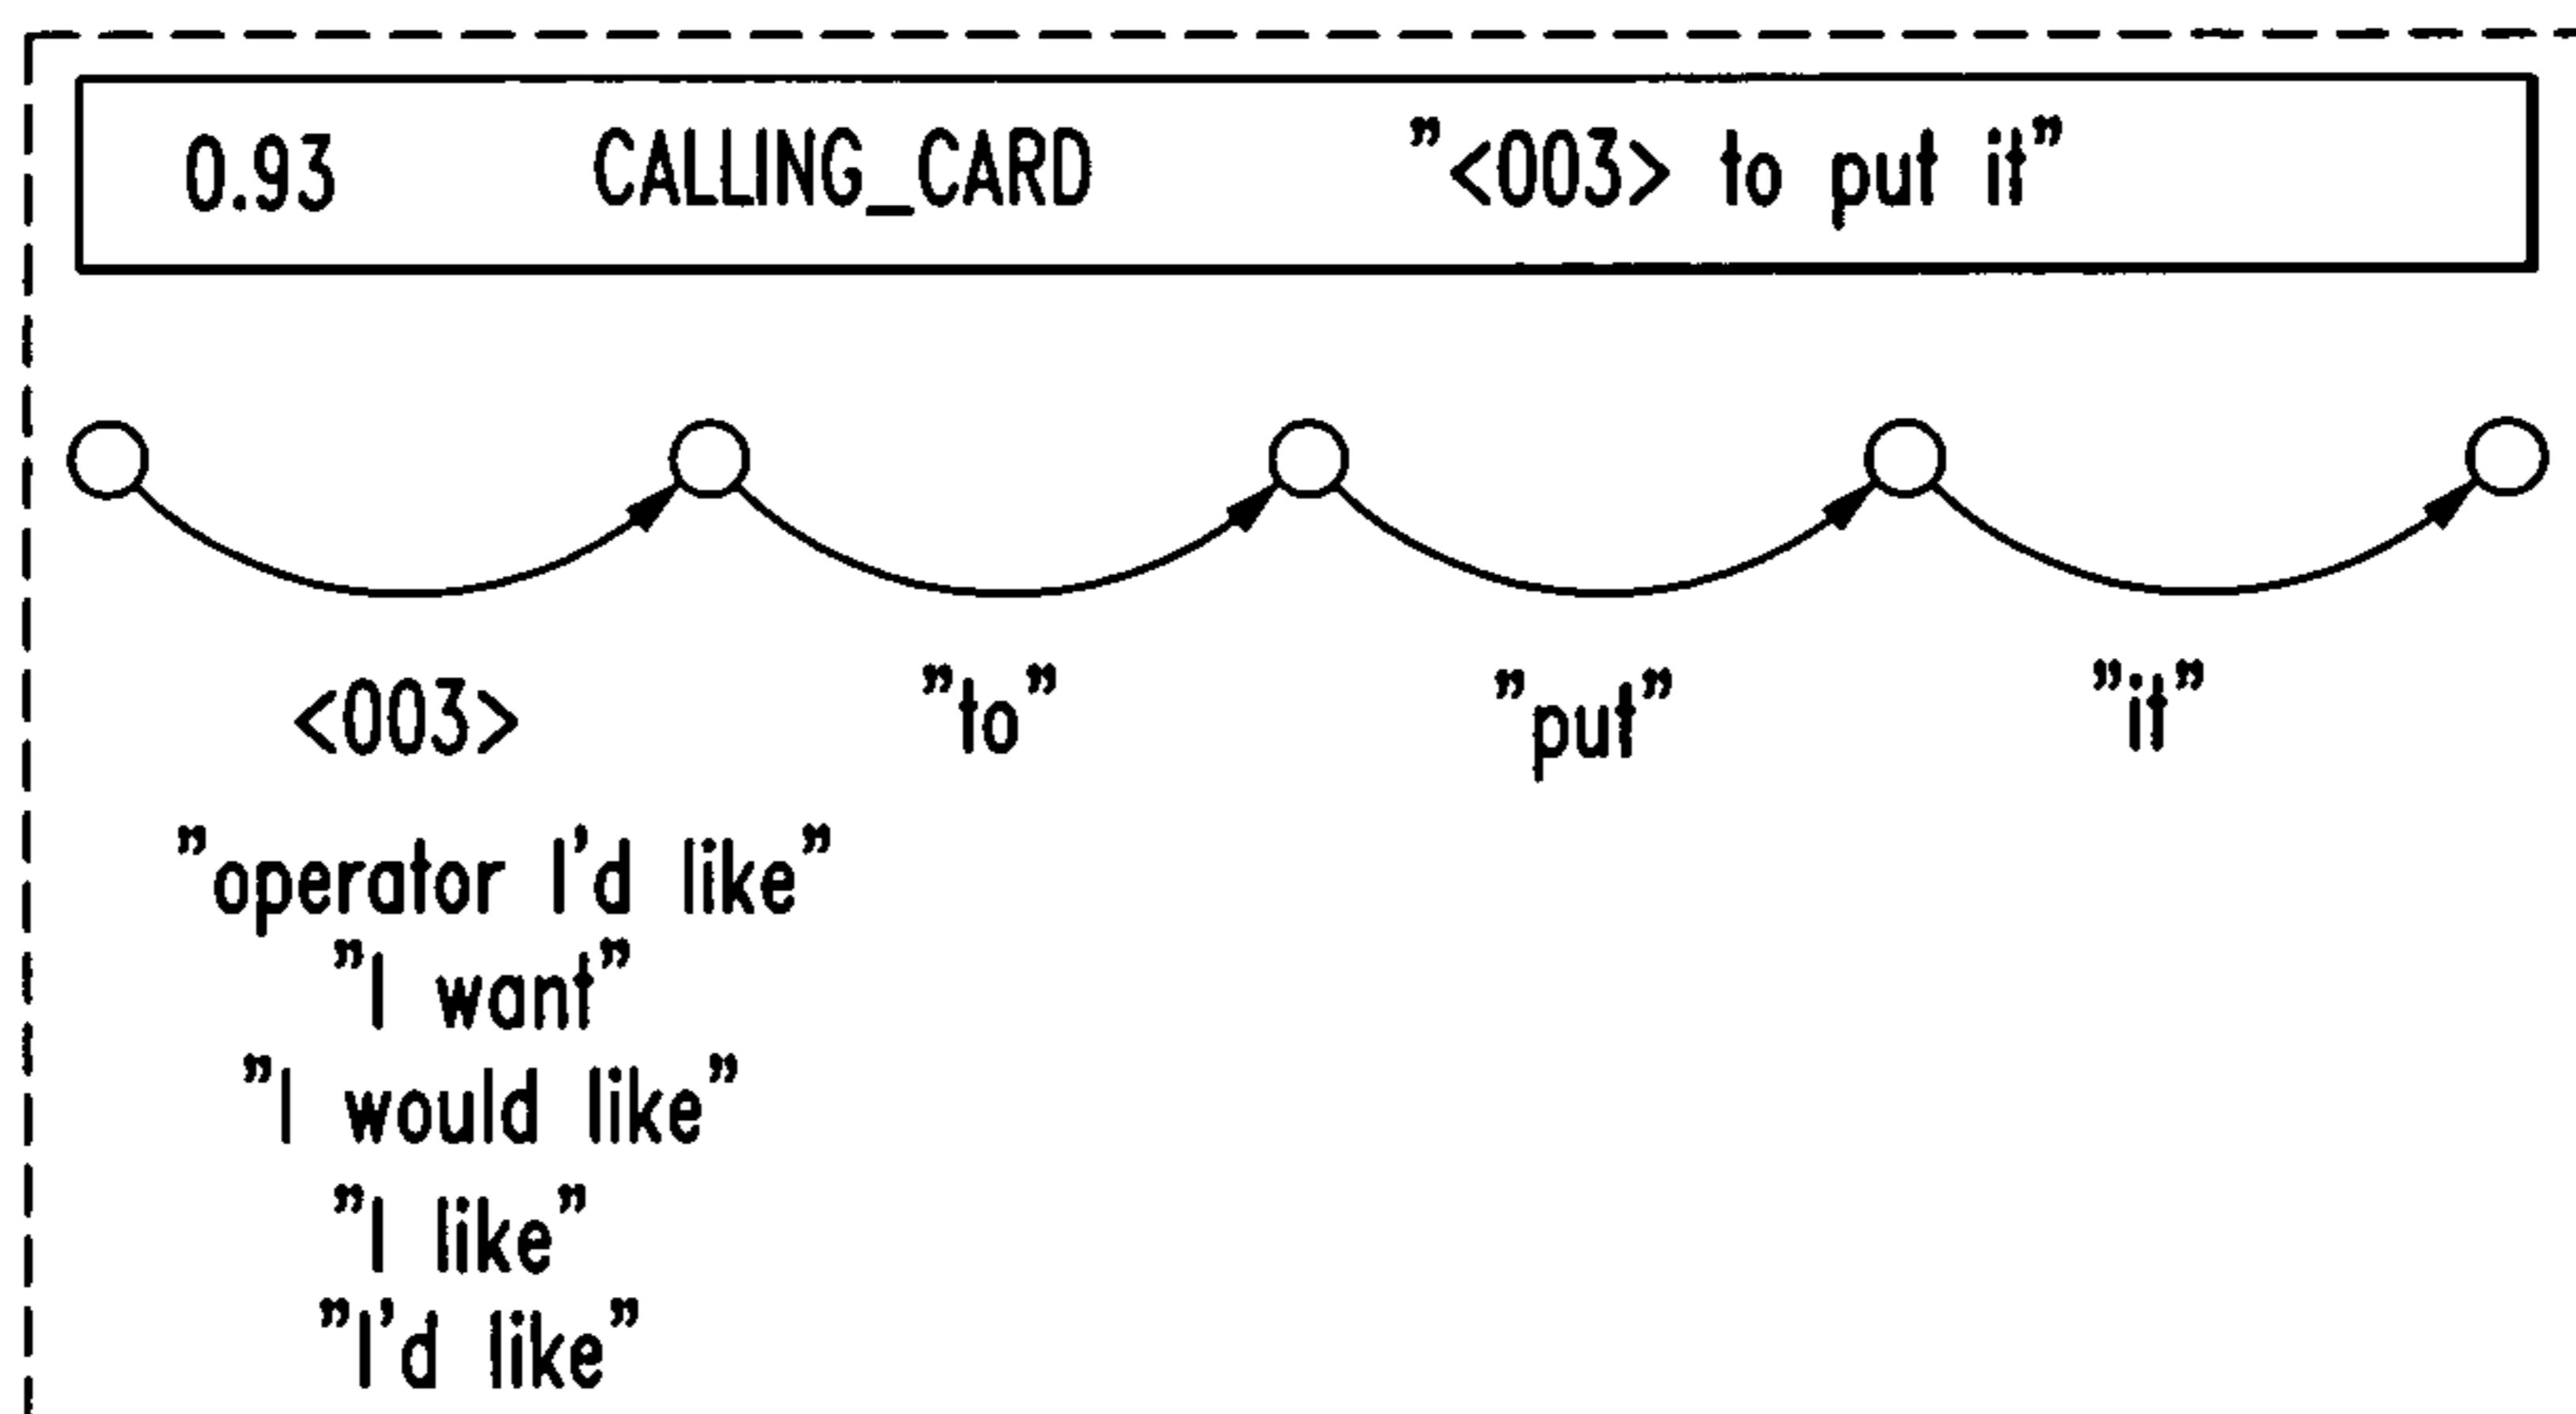 0.93 CALLING_CARD "<003> to put it"
<003> "to" "put" "it"
"operator I'd like"
"I want"
"I would like"
"I like"
"I'd like"